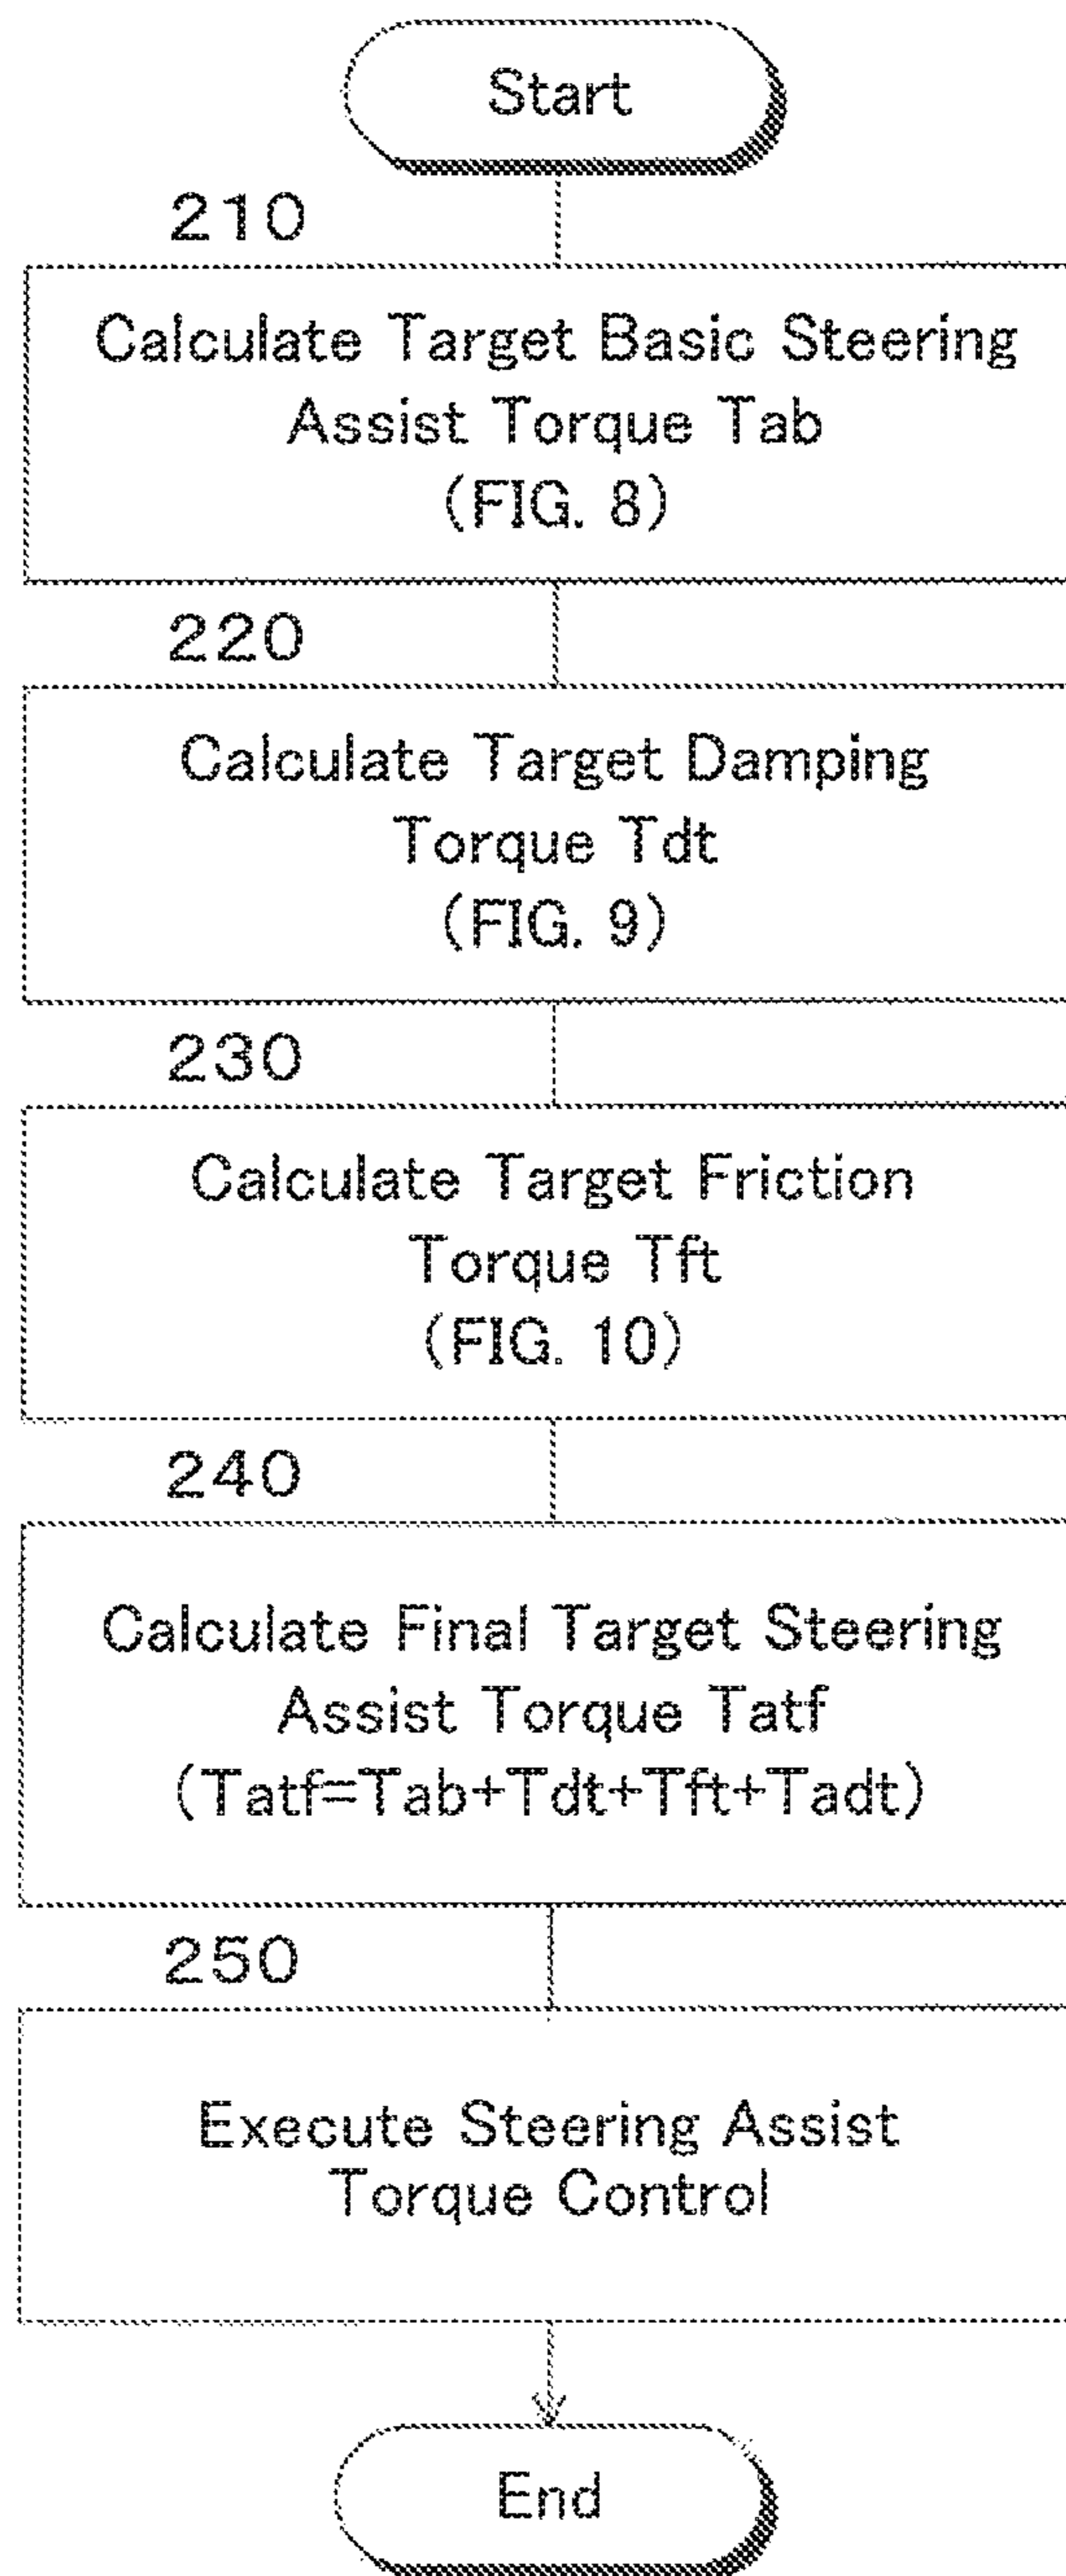 Start
210
Calculate Target Basic Steering
Assist Torque Tab
(FIG. 8)
220
Calculate Target Damping
Torque Tdt
(FIG. 9)
230
Calculate Target Friction
Torque Tft
(FIG. 10)
240
Calculate Final Target Steering
Assist Torque Tatf
(Tatf=Tab+Tdt+Tft+Tadt)
250
Execute Steering Assist
Torque Control
End